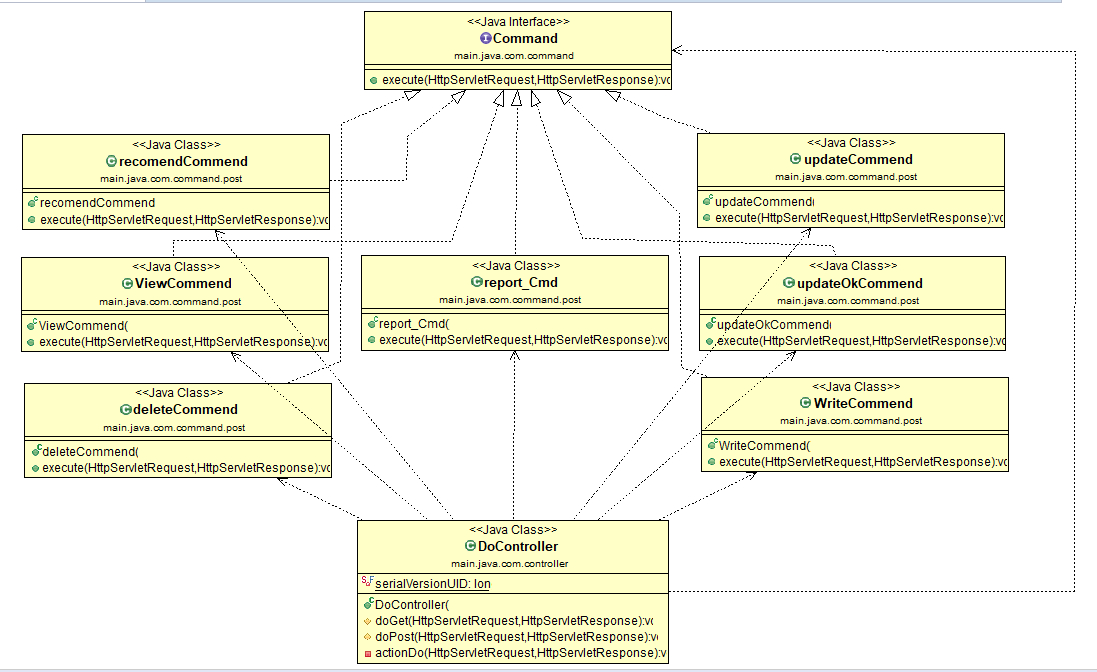 <<Java Interface>>
Command
main.java.com.command
execute(HttpServletRequest,HttpServletResponse):vo
<<Java Class>>
recomendCommend
main.java.com.command.post
recomendCommend
execute(HttpServletRequest,HttpServletResponse):vo
<<Java Class>>
updateCommend
main.java.com.command.post
updateCommend(
execute(HttpServletRequest,HttpServletResponse):vo
<<Java Class>>
ViewCommend
main.java.com.command.post
ViewCommend(
execute(HttpServletRequest,HttpServletResponse):vo
<<Java Class>>
report_Cmd
main.java.com.command.post
report_Cmd(
execute(HttpServletRequest,HttpServletResponse):vo
<<Java Class>>
updateOkCommend
main.java.com.command.post
updateOkCommend(
execute(HttpServletRequest,HttpServletResponse):vo
<<Java Class>>
deleteCommend
main.java.com.command.post
deleteCommend(
execute(HttpServletRequest,HttpServletResponse):vo
<<Java Class>>
WriteCommend
main.java.com.command.post
WriteCommend(
execute(HttpServletRequest,HttpServletResponse):vo
<<Java Class>>
DoController
main.java.com.controller
serialVersionUID: lon
DoController(
doGet(HttpServletRequest,HttpServletResponse):vo
doPost(HttpServletRequest,HttpServletResponse):vo
actionDo(HttpServletRequest,HttpServletResponse):v